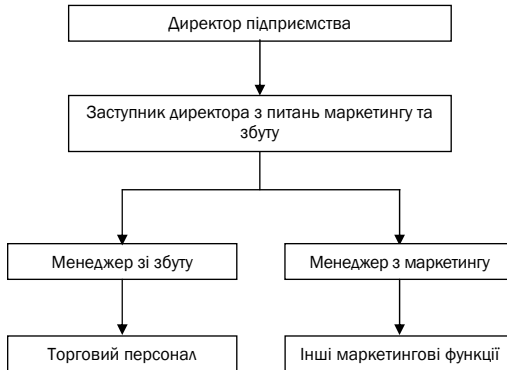 Директор підприємства
Заступник директора з питань маркетингу та
збуту
Менеджер зі збуту
Менеджер з маркетингу
Торговий персонал
Інші маркетингові функції